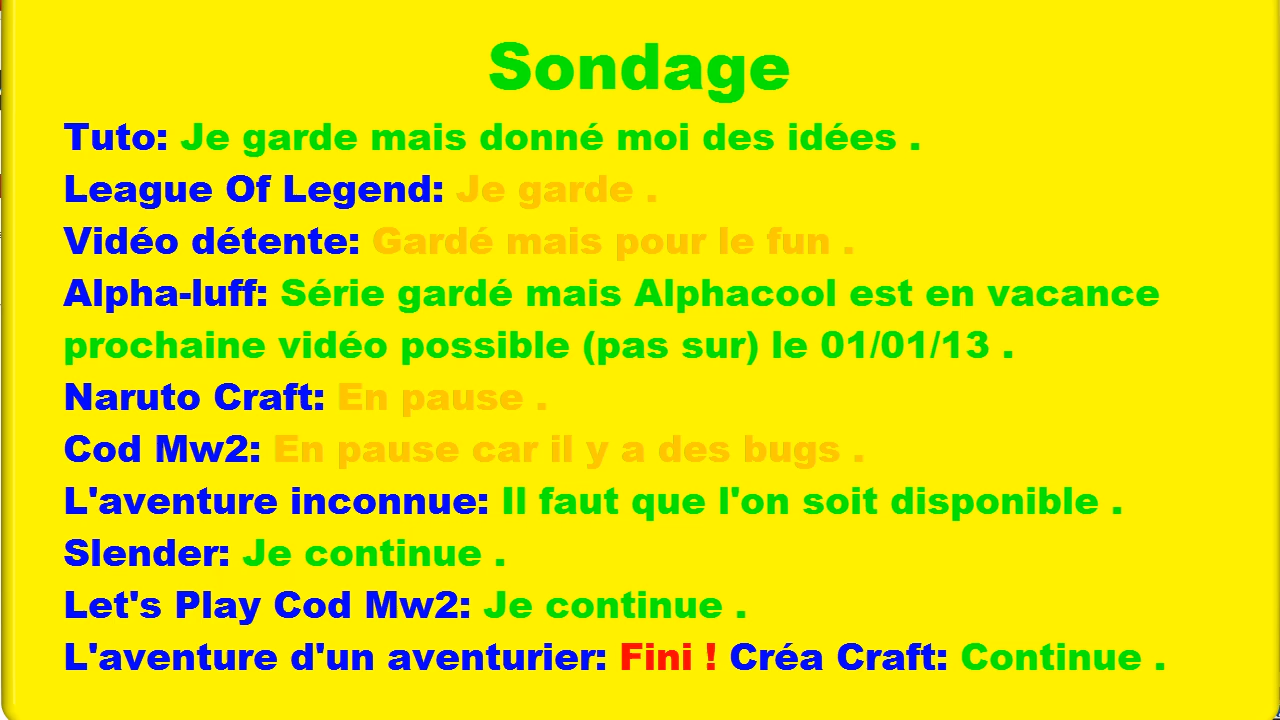 Sondage
Tuto: Je garde mais donné moi des idées .
League Of Legend: Je garde .
Vidéo détente: Gardé mais pour le fun .
Alpha-luff: Série gardé mais Alphacool est en vacance
prochaine vidéo possible (pas sur) le 01/01/13 .
Naruto Craft: En pause .
Cod Mw2: En pause car il y a des bugs .
L'aventure inconnue: Il faut que l'on soit disponible .
Slender: Je continue .
Let's Play Cod Mw2: Je continue .
L'aventure d'un aventurier: Fini ! Créa Craft: Continue .